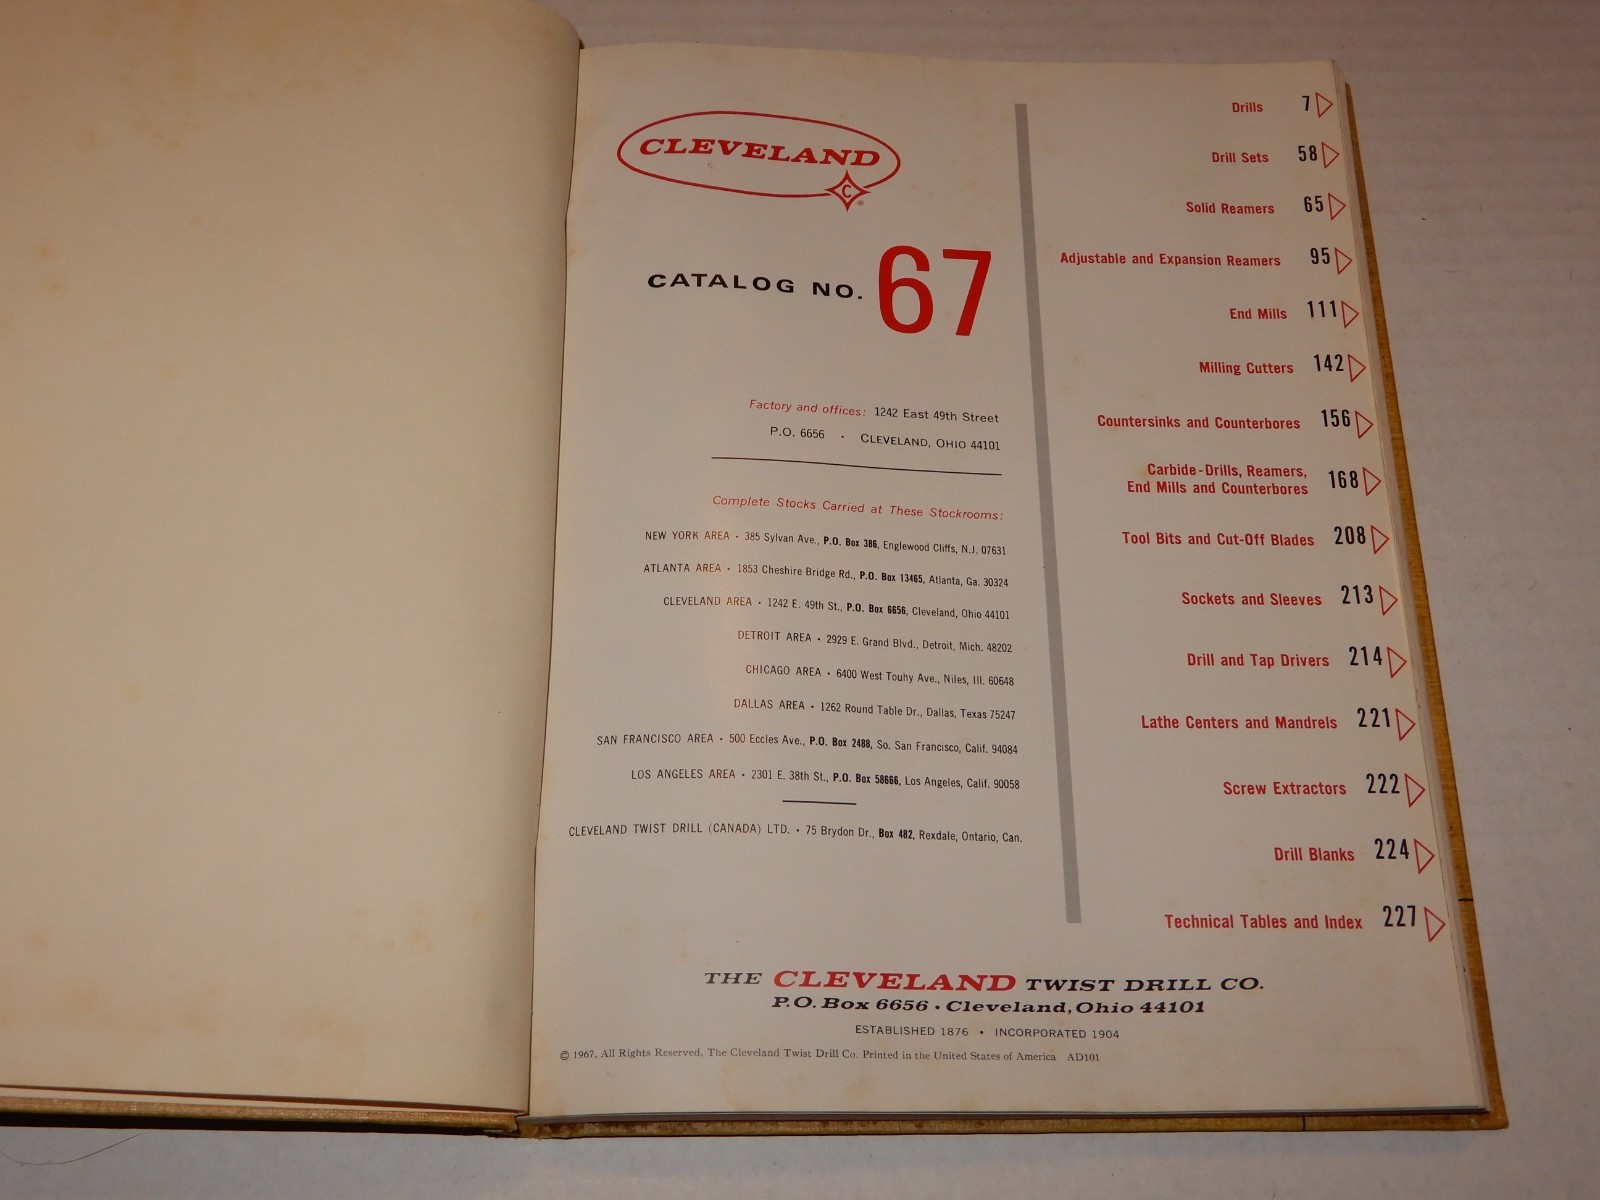 CLEVELAND
C
®
CATALOG NO. 67
Factory and offices: 1242 East 49th Street
P.O. 6656 • CLEVELAND, OHIO 44101
Complete Stocks Carried at These Stockrooms:
NEW YORK AREA • 385 Sylvan Ave., P.O. Box 386, Englewood Cliffs, N.J. 07631
ATLANTA AREA • 1853 Cheshire Bridge Rd., P.O. Box 13465, Atlanta, Ga. 30324
CLEVELAND AREA • 1242 E. 49th St., P.O. Box 6656, Cleveland, Ohio 44101
DETROIT AREA • 2929 E. Grand Blvd., Detroit, Mich. 48202
CHICAGO AREA • 6400 West Touhy Ave., Niles, Ill. 60648
DALLAS AREA • 1262 Round Table Dr., Dallas, Texas 75247
SAN FRANCISCO AREA • 500 Eccles Ave., P.O. Box 2488, So. San Francisco, Calif. 94084
LOS ANGELES AREA • 2301 E. 38th St., P.O. Box 58666, Los Angeles, Calif. 90058
CLEVELAND TWIST DRILL (CANADA) LTD. • 75 Brydon Dr., Box 482, Rexdale, Ontario, Can.
Drills 7
Drill Sets 58
Solid Reamers 65
Adjustable and Expansion Reamers 95
End Mills 111
Milling Cutters 142
Countersinks and Counterbores 156
Carbide-Drills, Reamers,
End Mills and Counterbores 168
Tool Bits and Cut-Off Blades 208
Sockets and Sleeves 213
Drill and Tap Drivers 214
Lathe Centers and Mandrels 221
Screw Extractors 222
Drill Blanks 224
Technical Tables and Index 227
THE CLEVELAND TWIST DRILL CO.
P.O. Box 6656 • Cleveland, Ohio 44101
ESTABLISHED 1876 • INCORPORATED 1904
© 1967, All Rights Reserved, The Cleveland Twist Drill Co. Printed in the United States of America AD101